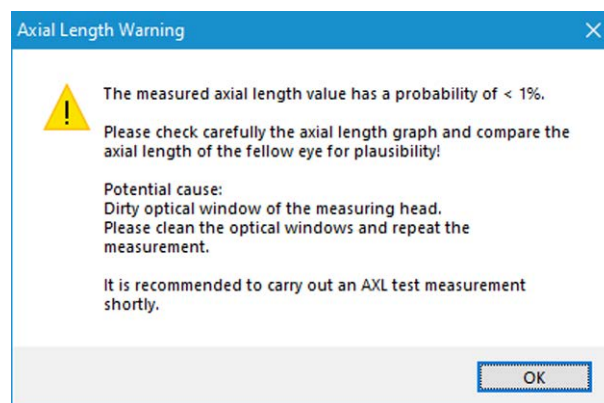 Axial Length Warning
The measured axial length value has a probability of < 1%.
Please check carefully the axial length graph and compare the
axial length of the fellow eye for plausibility!
Potential cause:
Dirty optical window of the measuring head.
Please clean the optical windows and repeat the
measurement.
It is recommended to carry out an AXL test measurement
shortly.
OK